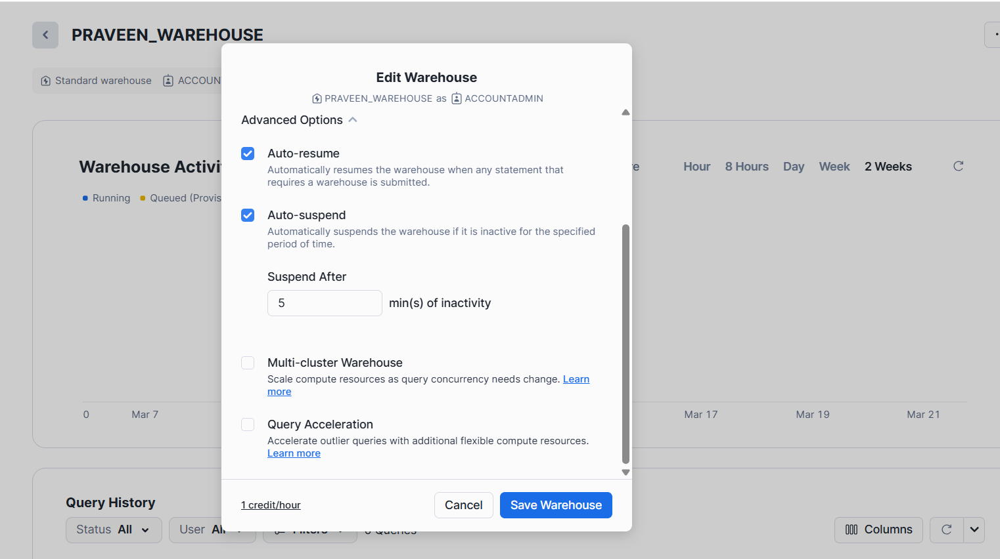 PRAVEEN_WAREHOUSE
Standard warehouse ACCOUN
Edit Warehouse
PRAVEEN_WAREHOUSE as ACCOUNTADMIN
Advanced Options
Auto-resume
Automatically resumes the warehouse when any statement that
requires a warehouse is submitted.
Auto-suspend
Automatically suspends the warehouse if it is inactive for the specified
period of time.
Suspend After
5 min(s) of inactivity
Multi-cluster Warehouse
Scale compute resources as query concurrency needs change. Learn
more
Query Acceleration
Accelerate outlier queries with additional flexible compute resources.
Learn more
1 credit/hour Cancel Save Warehouse
Warehouse Activi
re Hour 8 Hours Day Week 2 Weeks
Running Queued (Provis
0 Mar 7 Mar 17 Mar 19 Mar 21
Query History
Status All User All Filters Queries Columns